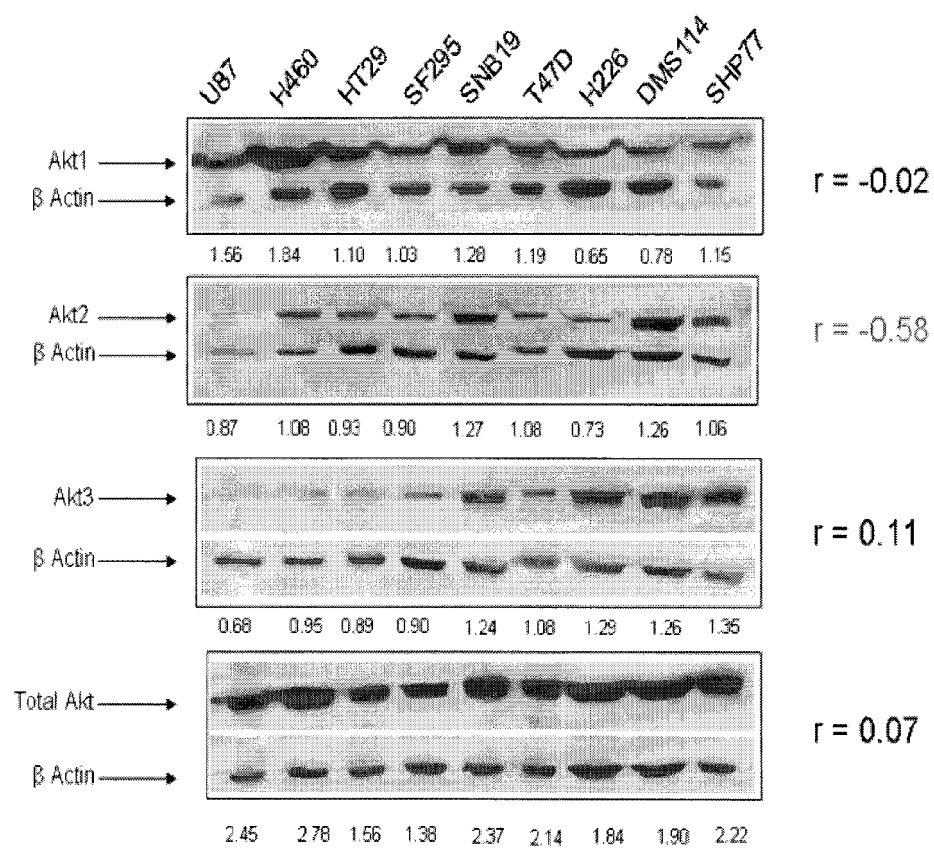 U87 H460 HT29 SF295 SNB19 T47D H226 DMS114 SHP77
Akt1
β Actin
r = -0.02
1.56 1.84 1.10 1.03 1.28 1.19 0.65 0.78 1.15
Akt2
β Actin
r = -0.58
0.87 1.08 0.93 0.90 1.27 1.08 0.73 1.26 1.06
Akt3
β Actin
r = 0.11
0.68 0.95 0.89 0.90 1.24 1.08 1.29 1.26 1.35
Total Akt
β Actin
r = 0.07
2.45 2.78 1.56 1.38 2.37 2.14 1.84 1.90 2.22